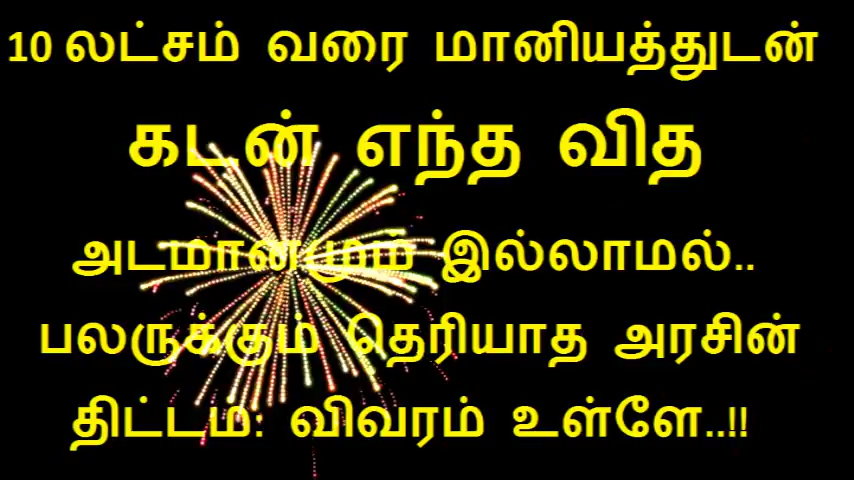 10 லட்சம் வரை மானியத்துடன்
கடன் எந்த வித
அடமானமும் இல்லாமல்..
பலருக்கும் தெரியாத அரசின்
திட்டம்: விவரம் உள்ளே..!!